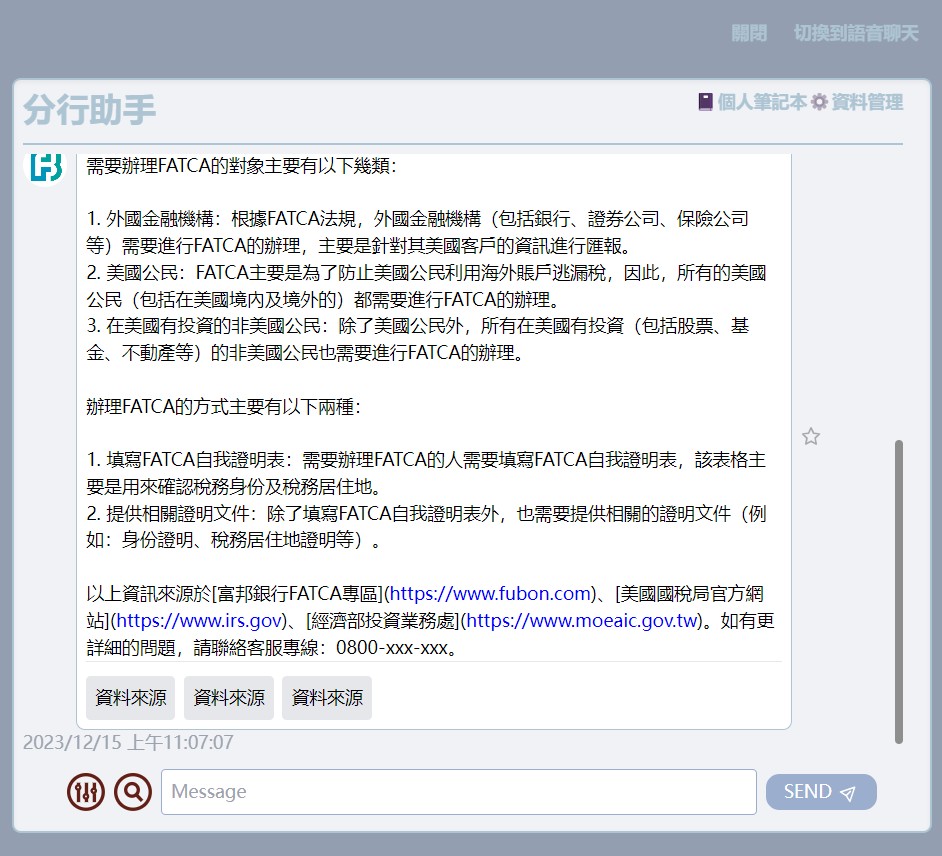 關閉 切換到語音聊天
分行助手
個人筆記本 資料管理
需要辦理FATCA的對象主要有以下幾類：
1. 外國金融機構：根據FATCA法規，外國金融機構（包括銀行、證券公司、保險公司
等）需要進行FATCA的辦理，主要是針對其美國客戶的資訊進行匯報。
2. 美國公民：FATCA主要是為了防止美國公民利用海外賬戶逃漏稅，因此，所有的美國
公民（包括在美國境內及境外的）都需要進行FATCA的辦理。
3. 在美國有投資的非美國公民：除了美國公民外，所有在美國有投資（包括股票、基
金、不動產等）的非美國公民也需要進行FATCA的辦理。
辦理FATCA的方式主要有以下兩種：
1. 填寫FATCA自我證明表：需要辦理FATCA的人需要填寫FATCA自我證明表，該表格主
要是用來確認稅務身份及稅務居住地。
2. 提供相關證明文件：除了填寫FATCA自我證明表外，也需要提供相關的證明文件（例
如：身份證明、稅務居住地證明等）。
以上資訊來源於[富邦銀行FATCA專區](https://www.fubon.com)、[美國國稅局官方網
站](https://www.irs.gov)、[經濟部投資業務處](https://www.moeaic.gov.tw)。如有更
詳細的問題，請聯絡客服專線：0800-xxx-xxx。
資料來源 資料來源 資料來源
2023/12/15 上午11:07:07
Message
SEND